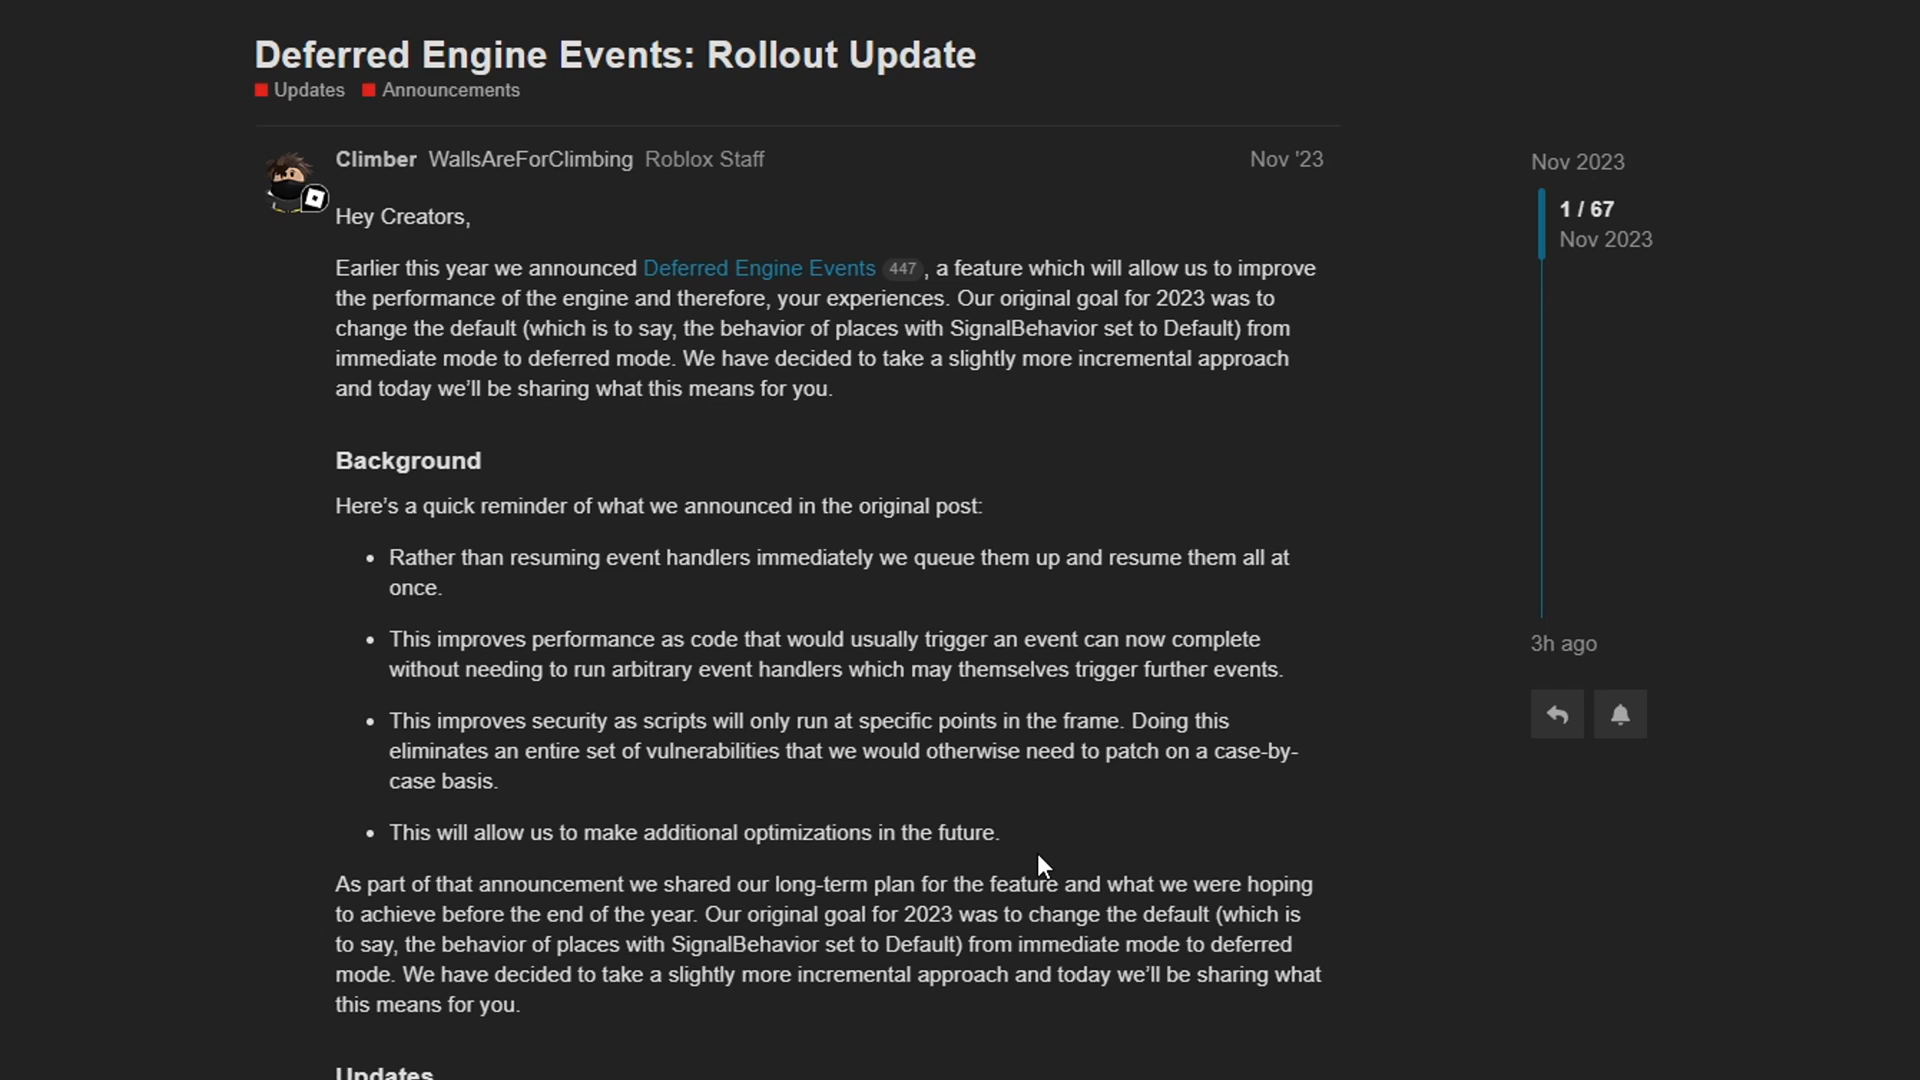 Deferred Engine Events: Rollout Update
Updates Announcements
Climber WallsAreForClimbing Roblox Staff Nov '23
Hey Creators,
Earlier this year we announced Deferred Engine Events 447 , a feature which will allow us to improve
the performance of the engine and therefore, your experiences. Our original goal for 2023 was to
change the default (which is to say, the behavior of places with SignalBehavior set to Default) from
immediate mode to deferred mode. We have decided to take a slightly more incremental approach
and today we’ll be sharing what this means for you.
Background
Here’s a quick reminder of what we announced in the original post:
• Rather than resuming event handlers immediately we queue them up and resume them all at
once.
• This improves performance as code that would usually trigger an event can now complete
without needing to run arbitrary event handlers which may themselves trigger further events.
• This improves security as scripts will only run at specific points in the frame. Doing this
eliminates an entire set of vulnerabilities that we would otherwise need to patch on a case-by-
case basis.
• This will allow us to make additional optimizations in the future.
As part of that announcement we shared our long-term plan for the feature and what we were hoping
to achieve before the end of the year. Our original goal for 2023 was to change the default (which is
to say, the behavior of places with SignalBehavior set to Default) from immediate mode to deferred
mode. We have decided to take a slightly more incremental approach and today we’ll be sharing what
this means for you.
Updates
Nov 2023
1 / 67
Nov 2023
3h ago